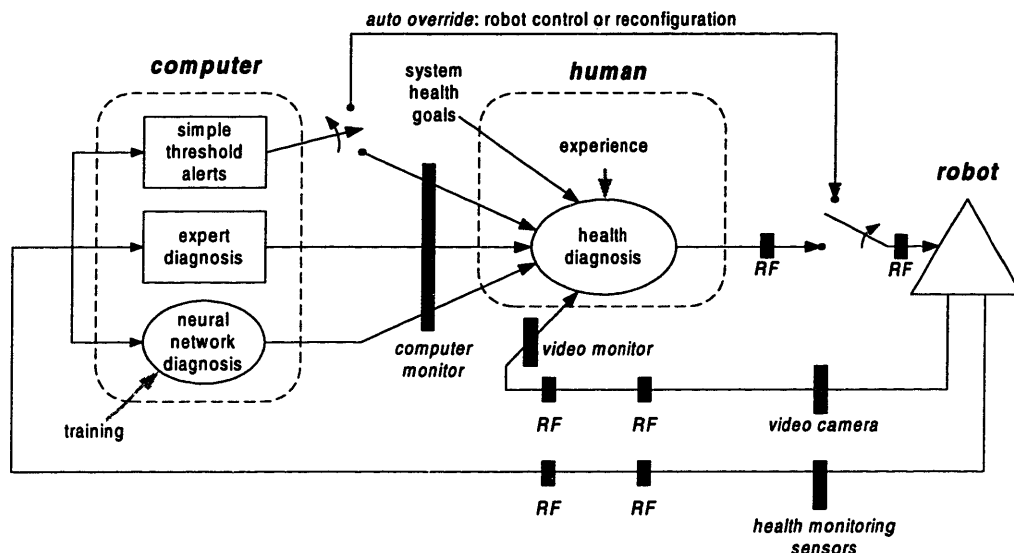 auto override: robot control or reconfiguration
computer
system
health
goals
human
simple
threshold
alerts
experience
robot
expert
diagnosis
health
diagnosis
RF
RF
neural
network
diagnosis
computer
monitor
video monitor
training
RF
RF
video camera
RF
RF
health monitoring
sensors